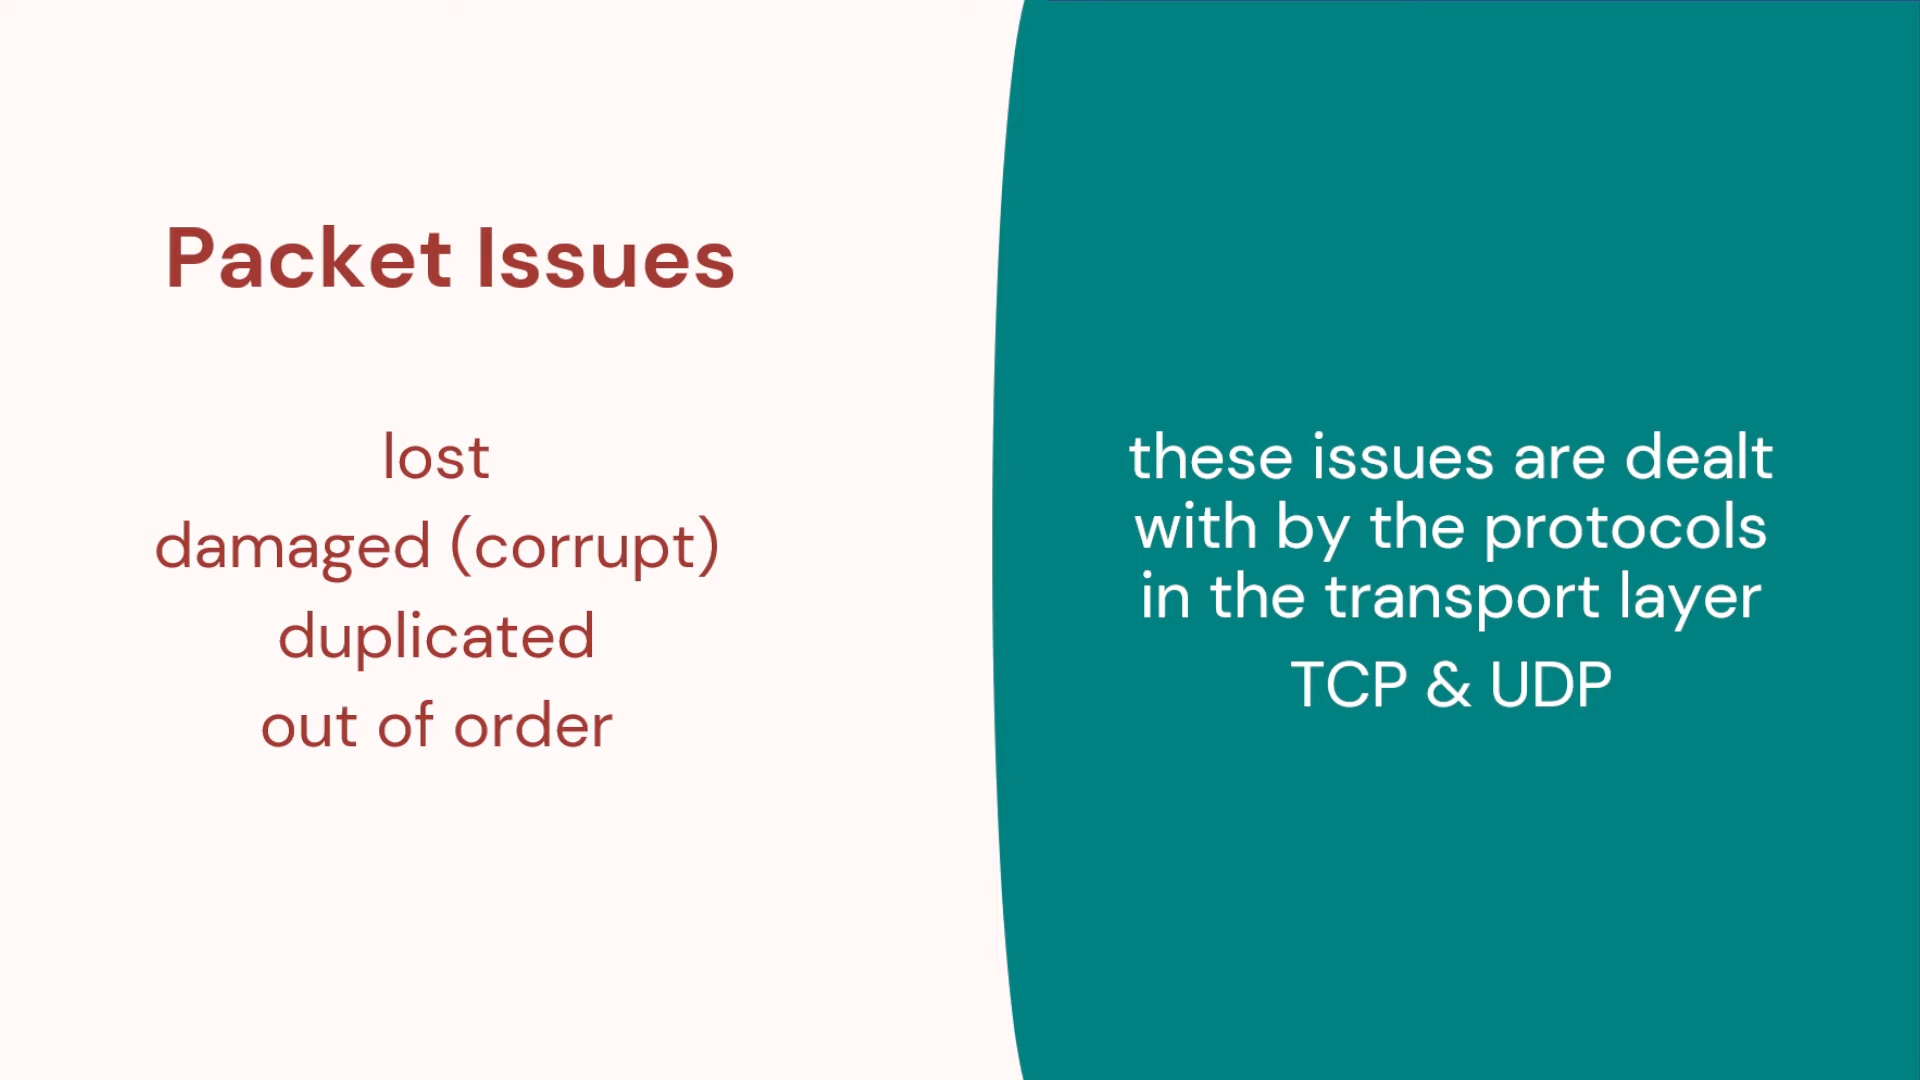 Packet Issues
lost
damaged (corrupt)
duplicated
out of order
these issues are dealt
with by the protocols
in the transport layer
TCP & UDP